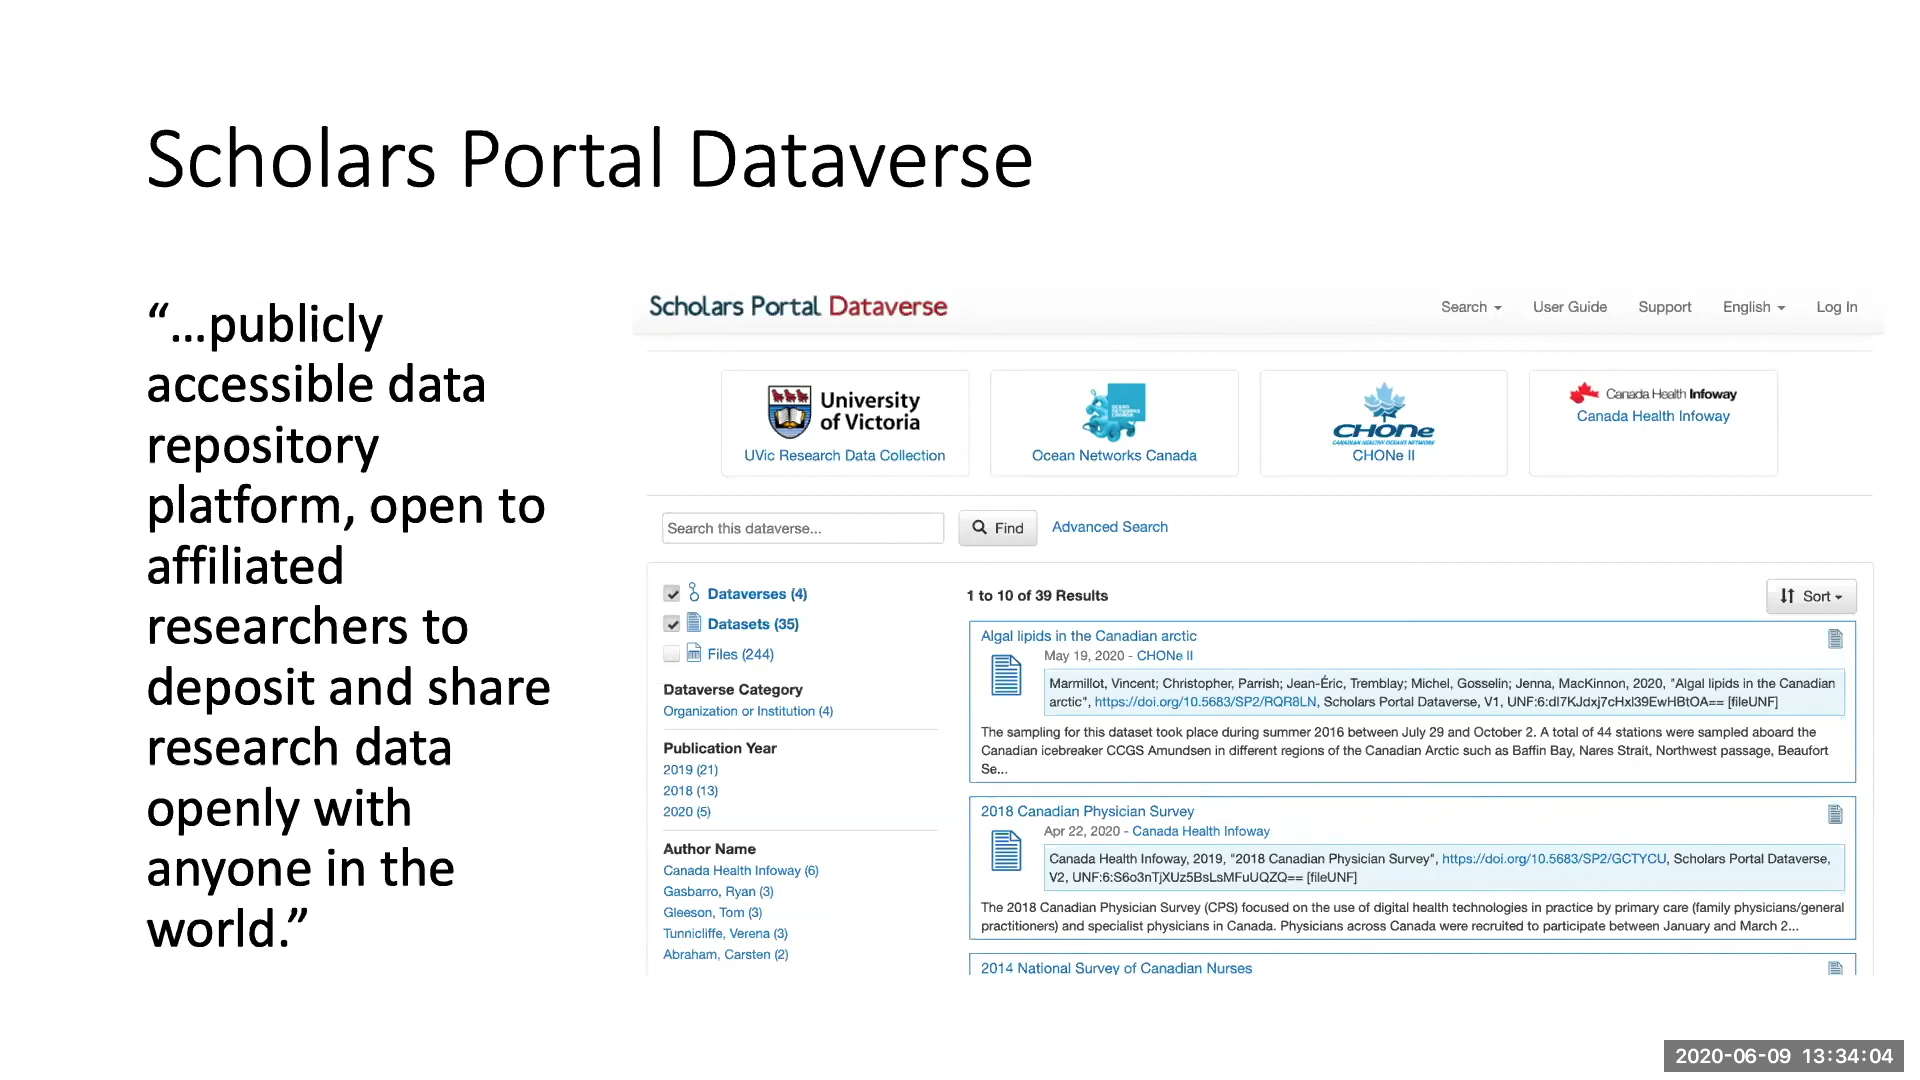 Scholars Portal Dataverse
“...publicly
accessible data
repository
platform, open to
affiliated
researchers to
deposit and share
research data
openly with
anyone in the
world.”
Scholars Portal Dataverse
Search
User Guide
Support
English
Log In
University
of Victoria
UVic Research Data Collection
OCEAN
NETWORKS
CANADA
Ocean Networks Canada
CHONe
CANADIAN HEALTHY OCEANS NETWORK
CHONe II
Canada Health Infoway
Canada Health Infoway
Search this dataverse...
Find
Advanced Search
Dataverses (4)
Datasets (35)
Files (244)
Dataverse Category
Organization or Institution (4)
Publication Year
2019 (21)
2018 (13)
2020 (5)
Author Name
Canada Health Infoway (6)
Gasbarro, Ryan (3)
Gleeson, Tom (3)
Tunnicliffe, Verena (3)
Abraham, Carsten (2)
1 to 10 of 39 Results
Sort
Algal lipids in the Canadian arctic
May 19, 2020 - CHONe II
Marmillot, Vincent; Christopher, Parrish; Jean-Éric, Tremblay; Michel, Gosselin; Jenna, MacKinnon, 2020, "Algal lipids in the Canadian
arctic", https://doi.org/10.5683/SP2/RQR8LN, Scholars Portal Dataverse, V1, UNF:6:dI7KJdxj7cHxl39EwHBtOA== [fileUNF]
The sampling for this dataset took place during summer 2016 between July 29 and October 2. A total of 44 stations were sampled aboard the
Canadian icebreaker CCGS Amundsen in different regions of the Canadian Arctic such as Baffin Bay, Nares Strait, Northwest passage, Beaufort
Se...
2018 Canadian Physician Survey
Apr 22, 2020 - Canada Health Infoway
Canada Health Infoway, 2019, "2018 Canadian Physician Survey", https://doi.org/10.5683/SP2/GCTYCU, Scholars Portal Dataverse,
V2, UNF:6:S6o3nTjXUz5BsLsMFuUQZQ== [fileUNF]
The 2018 Canadian Physician Survey (CPS) focused on the use of digital health technologies in practice by primary care (family physicians/general
practitioners) and specialist physicians in Canada. Physicians across Canada were recruited to participate between January and March 2...
2014 National Survey of Canadian Nurses
2020-06-09 13:34:04